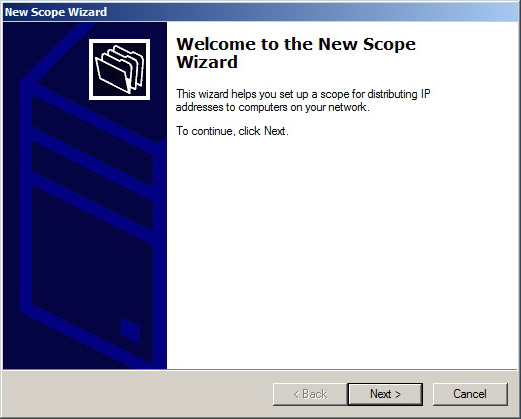 New Scope Wizard
Welcome to the New Scope
Wizard
This wizard helps you set up a scope for distributing IP
addresses to computers on your network.
To continue, click Next.
< Back
Next >
Cancel